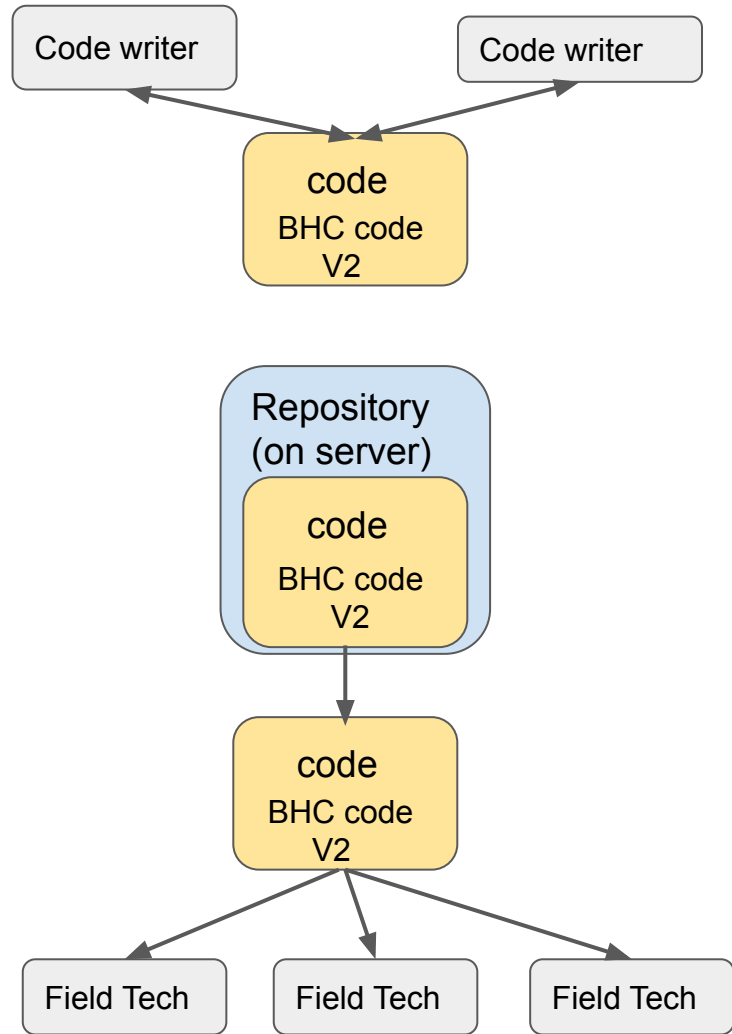 Code writer
Code writer
code
BHC code
V2
Repository
(on server)
code
BHC code
V2
code
BHC code
V2
Field Tech
Field Tech
Field Tech